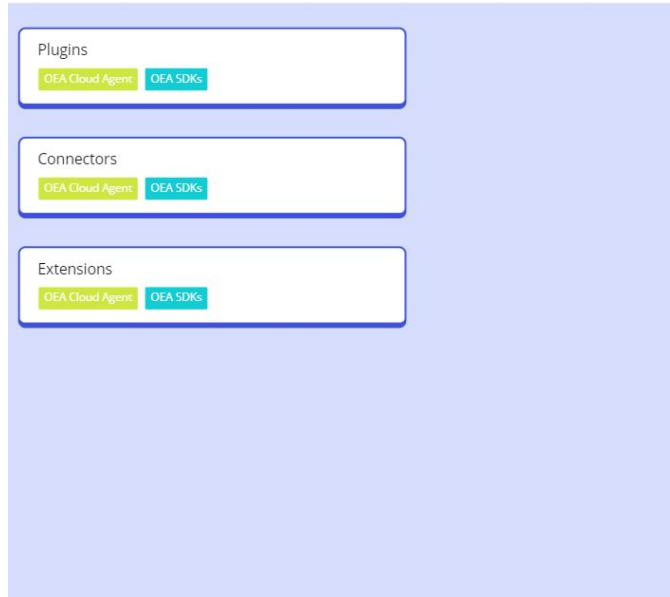 Plugins
OEA Cloud Agent OEA SDKs
Connectors
OEA Cloud Agent OEA SDKs
Extensions
OEA Cloud Agent OEA SDKs